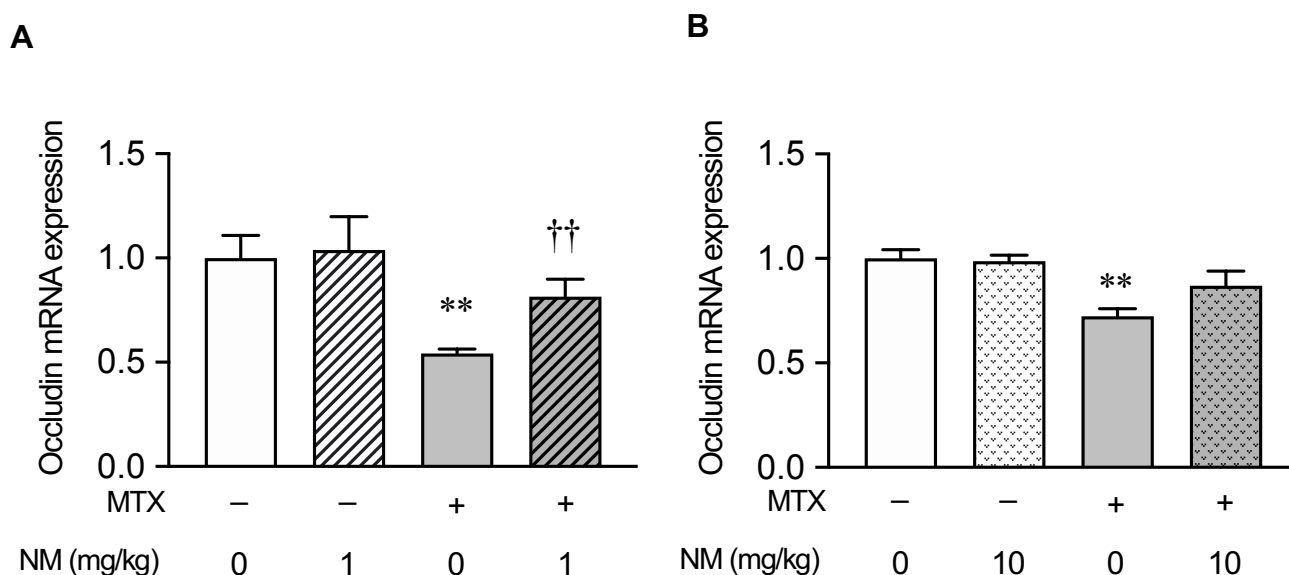 A
Occludin mRNA expression
1.5
1.0
0.5
0.0
**
††
MTX – – + +
NM (mg/kg) 0 1 0 1
B
Occludin mRNA expression
1.5
1.0
0.5
0.0
**
MTX – – + +
NM (mg/kg) 0 10 0 10